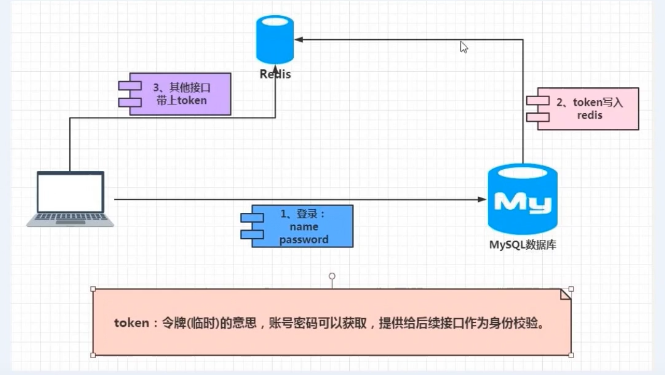 Redis
3、其他接口
带上token
2、token写入
redis
My
1、登录：
name
password
MySQL数据库
token：令牌(临时)的意思，账号密码可以获取，提供给后续接口作为身份校验。